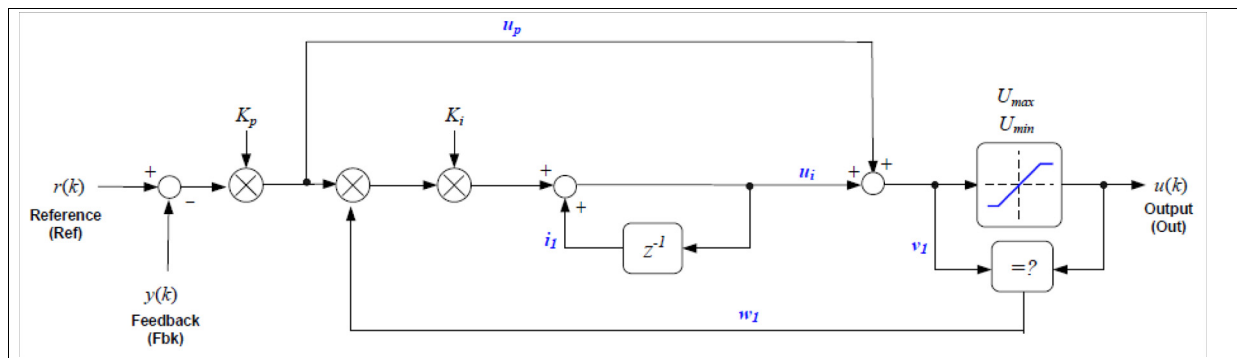 u_p
K_p
K_i
U_max
U_min
+
−
r(k)
Reference
(Ref)
+
+
u_i
+
+
u(k)
Output
(Out)
i_1
z^-1
v_1
=?
y(k)
Feedback
(Fbk)
w_1